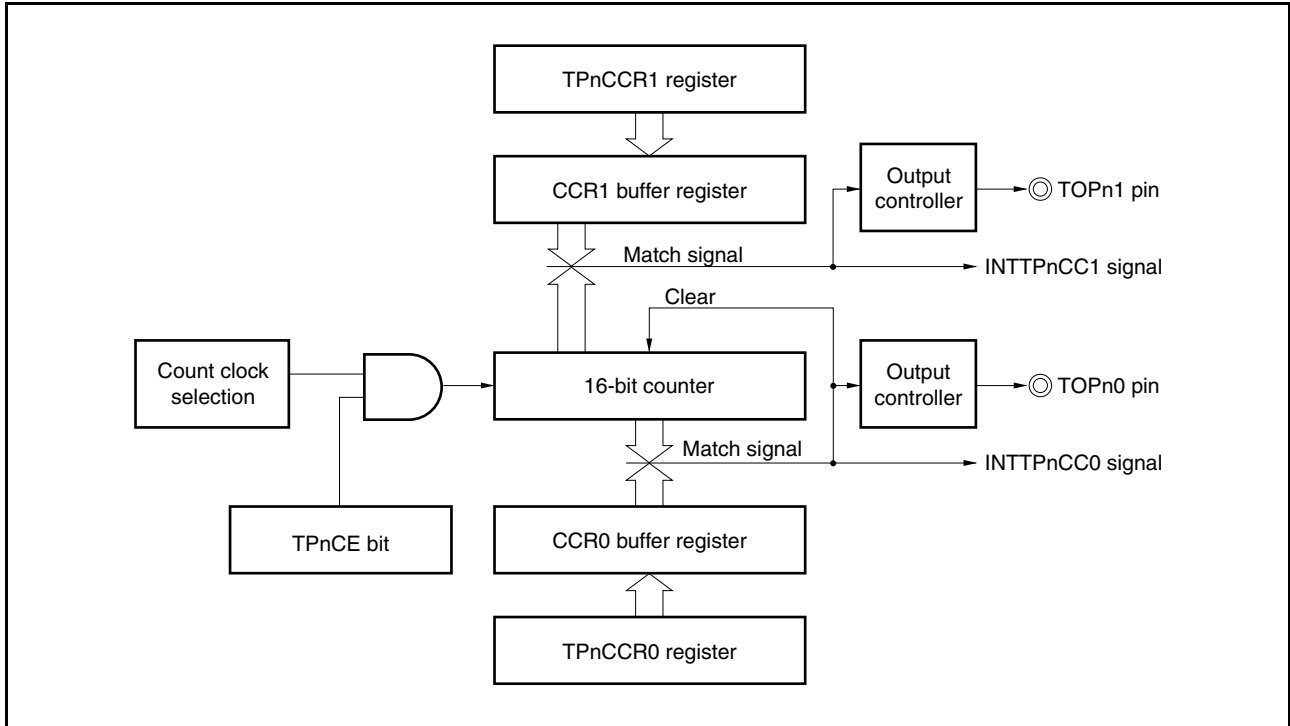 TPnCCR1 register
CCR1 buffer register
Output
controller
TOPn1 pin
Match signal
INTTPnCC1 signal
Clear
Count clock
selection
16-bit counter
Output
controller
TOPn0 pin
Match signal
INTTPnCC0 signal
TPnCE bit
CCR0 buffer register
TPnCCR0 register